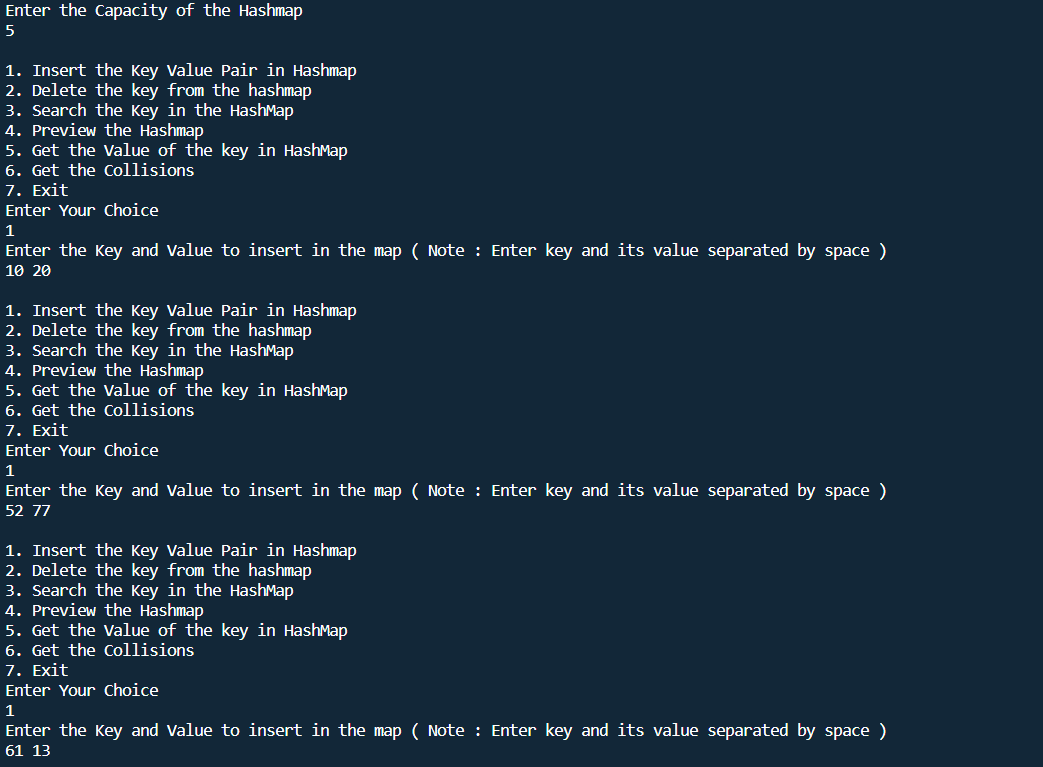 Enter the Capacity of the Hashmap
5
1. Insert the Key Value Pair in Hashmap
2. Delete the key from the hashmap
3. Search the Key in the HashMap
4. Preview the Hashmap
5. Get the Value of the key in HashMap
6. Get the Collisions
7. Exit
Enter Your Choice
1
Enter the Key and Value to insert in the map ( Note : Enter key and its value separated by space )
10 20
1. Insert the Key Value Pair in Hashmap
2. Delete the key from the hashmap
3. Search the Key in the HashMap
4. Preview the Hashmap
5. Get the Value of the key in HashMap
6. Get the Collisions
7. Exit
Enter Your Choice
1
Enter the Key and Value to insert in the map ( Note : Enter key and its value separated by space )
52 77
1. Insert the Key Value Pair in Hashmap
2. Delete the key from the hashmap
3. Search the Key in the HashMap
4. Preview the Hashmap
5. Get the Value of the key in HashMap
6. Get the Collisions
7. Exit
Enter Your Choice
1
Enter the Key and Value to insert in the map ( Note : Enter key and its value separated by space )
61 13